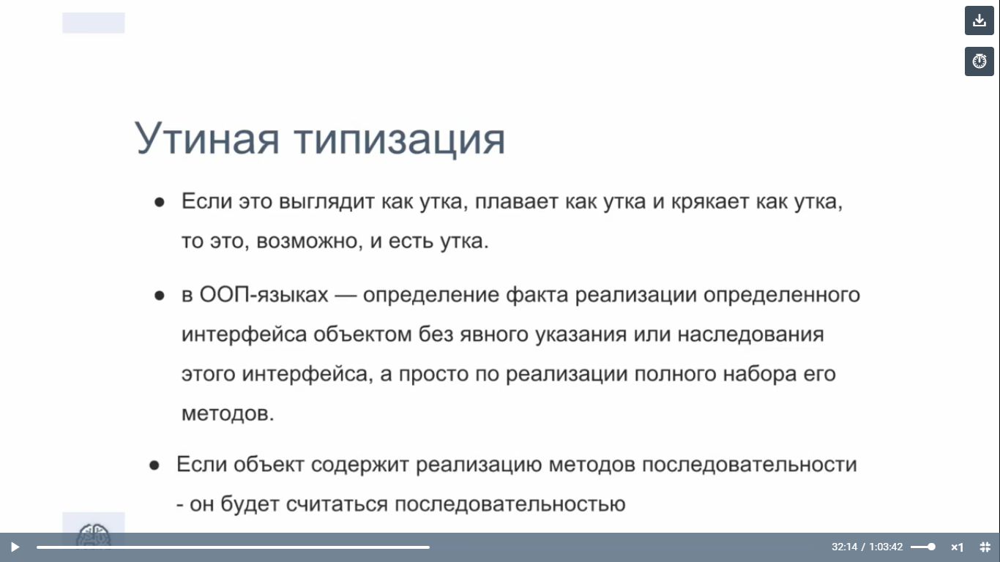 Утиная типизация
● Если это выглядит как утка, плавает как утка и крякает как утка,
то это, возможно, и есть утка.
● в ООП-языках — определение факта реализации определенного
интерфейса объектом без явного указания или наследования
этого интерфейса, а просто по реализации полного набора его
методов.
● Если объект содержит реализацию методов последовательности
- он будет считаться последовательностью
32:14 / 1:03:42 ×1